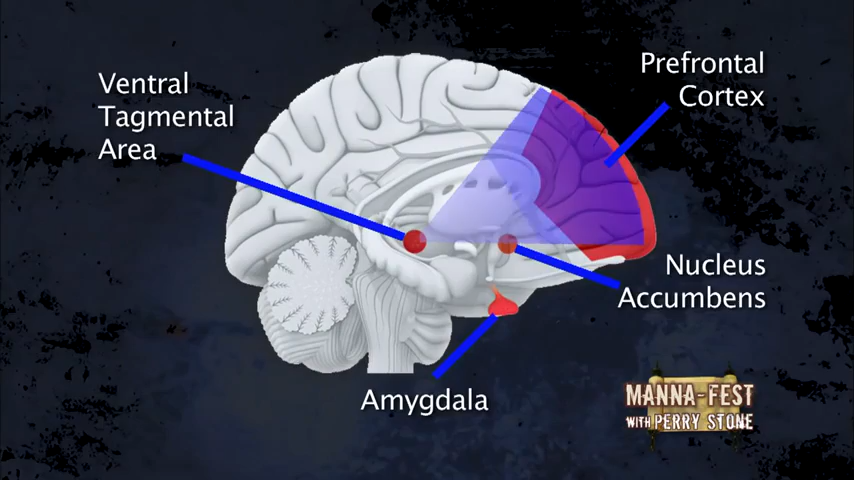 Ventral
Tagmental
Area
Prefrontal
Cortex
Nucleus
Accumbens
Amygdala
MANNA-FEST
WITH PERRY STONE